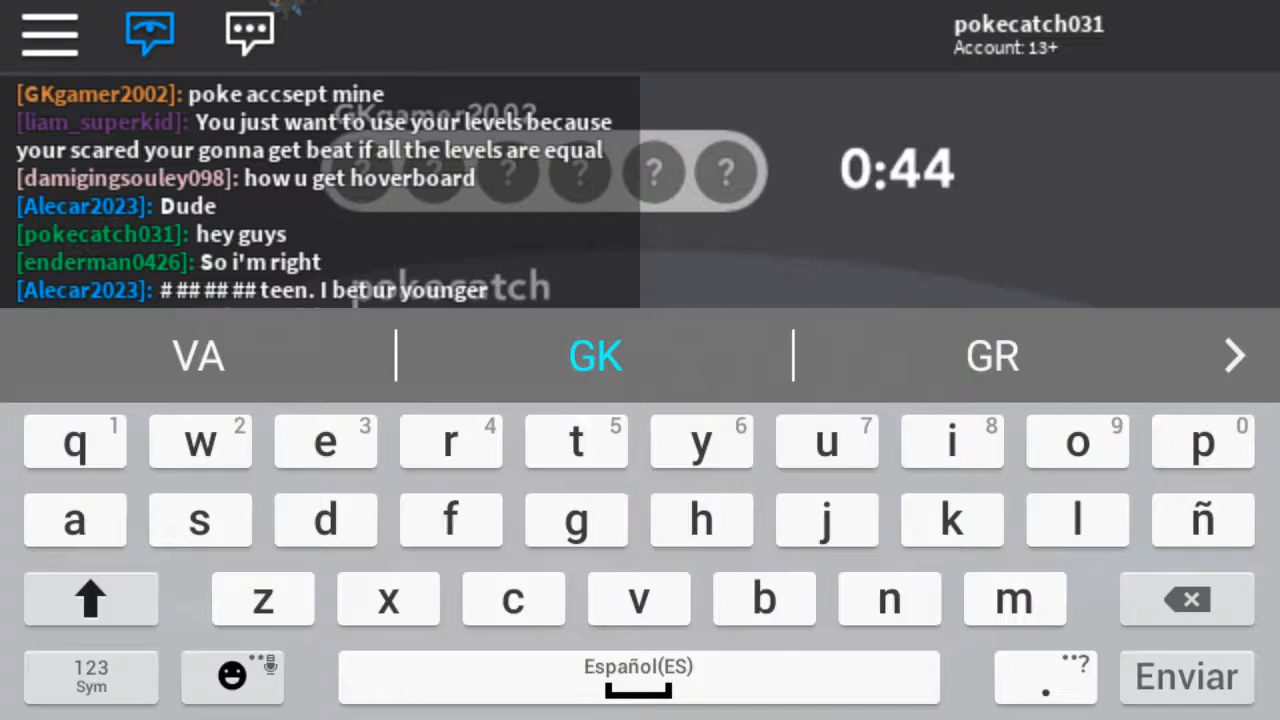 pokecatch031
Account: 13+
[GKgamer2002]: poke accsept mine
GKgamer2002
[liam_superkid]: You just want to use your levels because
your scared your gonna get beat if all the levels are equal
? ? ? ? ? ?
0:44
[damigingsouley098]: how u get hoverboard
[Alecar2023]: Dude
[pokecatch031]: hey guys
[enderman0426]: So i'm right
[Alecar2023]: # ## ## ## teen. I bet ur younger
pokecatch
VA GK GR
q 1 w 2 e 3 r 4 t 5 y 6 u 7 i 8 o 9 p 0
a s d f g h j k l ñ
z x c v b n m
123 Sym Español(ES) . ? Enviar